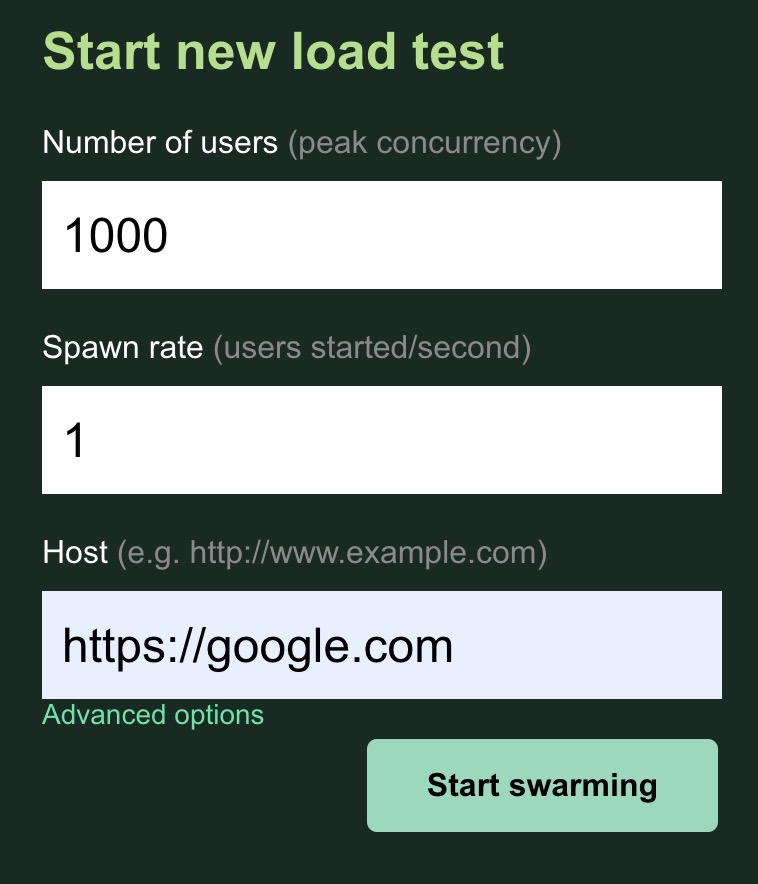 Start new load test
Number of users (peak concurrency)
1000
Spawn rate (users started/second)
1
Host (e.g. http://www.example.com)
https://google.com
Advanced options
Start swarming